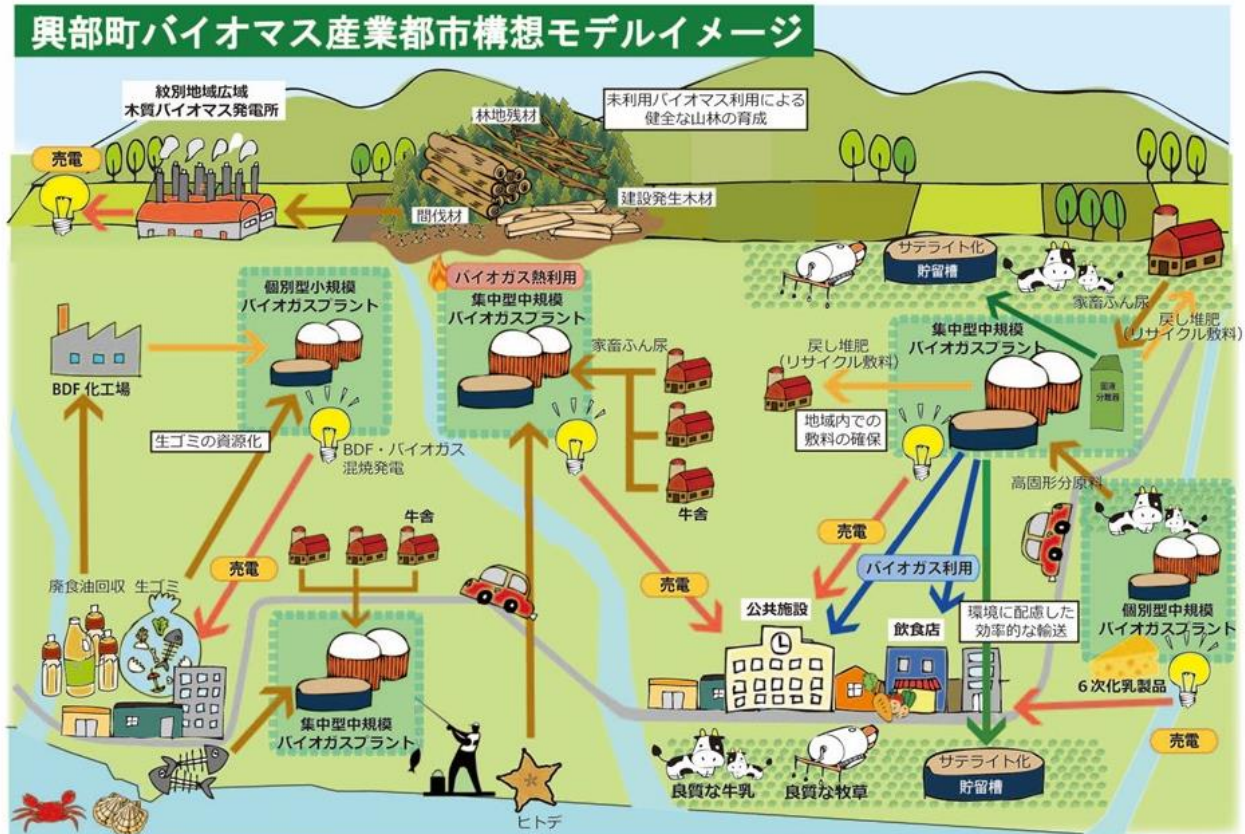 興部町バイオマス産業都市構想モデルイメージ
紋別地域広域
木質バイオマス発電所
売電
林地残材
未利用バイオマス利用による
健全な山林の育成
間伐材
建設発生木材
サテライト化
貯留槽
家畜ふん尿
戻し堆肥
(リサイクル敷料)
個別型小規模
バイオガスプラント
バイオガス熱利用
集中型中規模
バイオガスプラント
家畜ふん尿
集中型中規模
バイオガスプラント
固液
分離器
戻し堆肥
(リサイクル敷料)
地域内での
敷料の確保
BDF化工場
生ゴミの資源化
BDF・バイオガス
混焼発電
牛舎
高固形分原料
牛舎
売電
廃食油回収
生ゴミ
売電
売電
バイオガス利用
公共施設
飲食店
環境に配慮した
効率的な輸送
個別型中規模
バイオガスプラント
6次化乳製品
売電
集中型中規模
バイオガスプラント
ヒトデ
良質な牛乳
良質な牧草
サテライト化
貯留槽